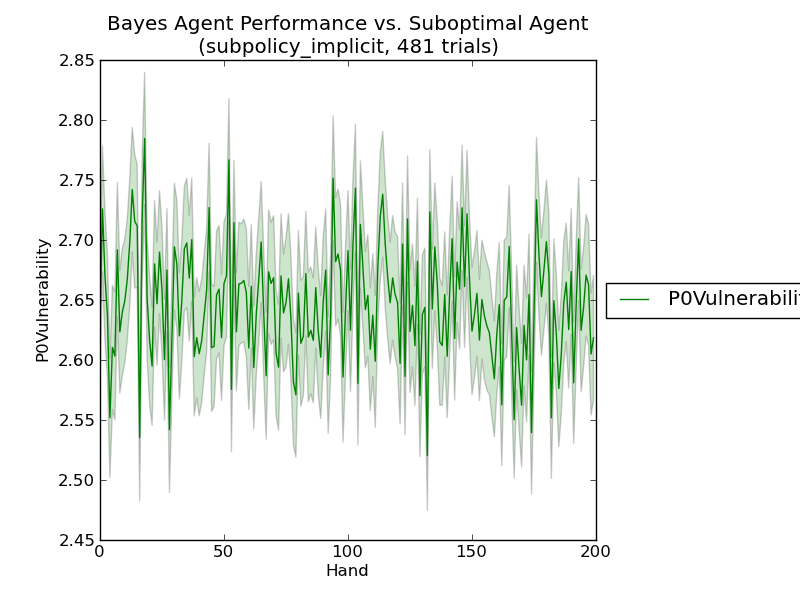 Bayes Agent Performance vs. Suboptimal Agent
(subpolicy_implicit, 481 trials)
2.85
2.80
2.75
2.70
2.65
2.60
2.55
2.50
2.45
P0Vulnerability
0 50 100 150 200
Hand
P0Vulnerabili